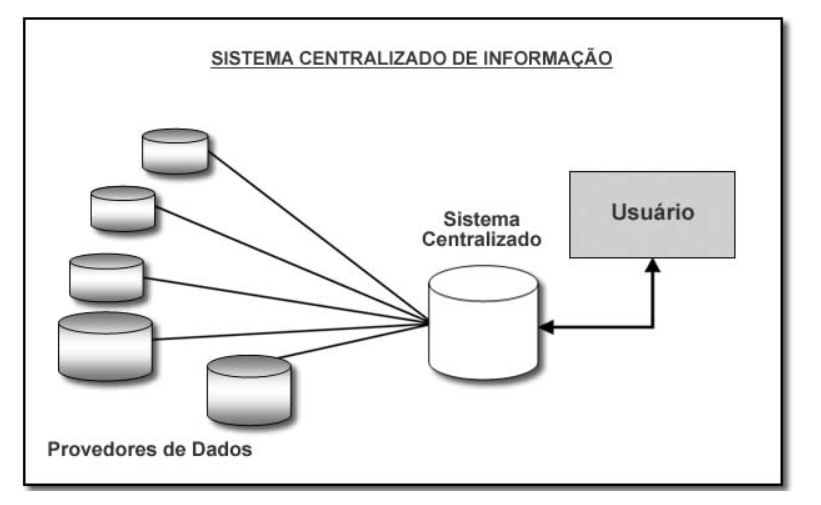 SISTEMA CENTRALIZADO DE INFORMAÇÃO
Sistema
Centralizado
Usuário
Provedores de Dados